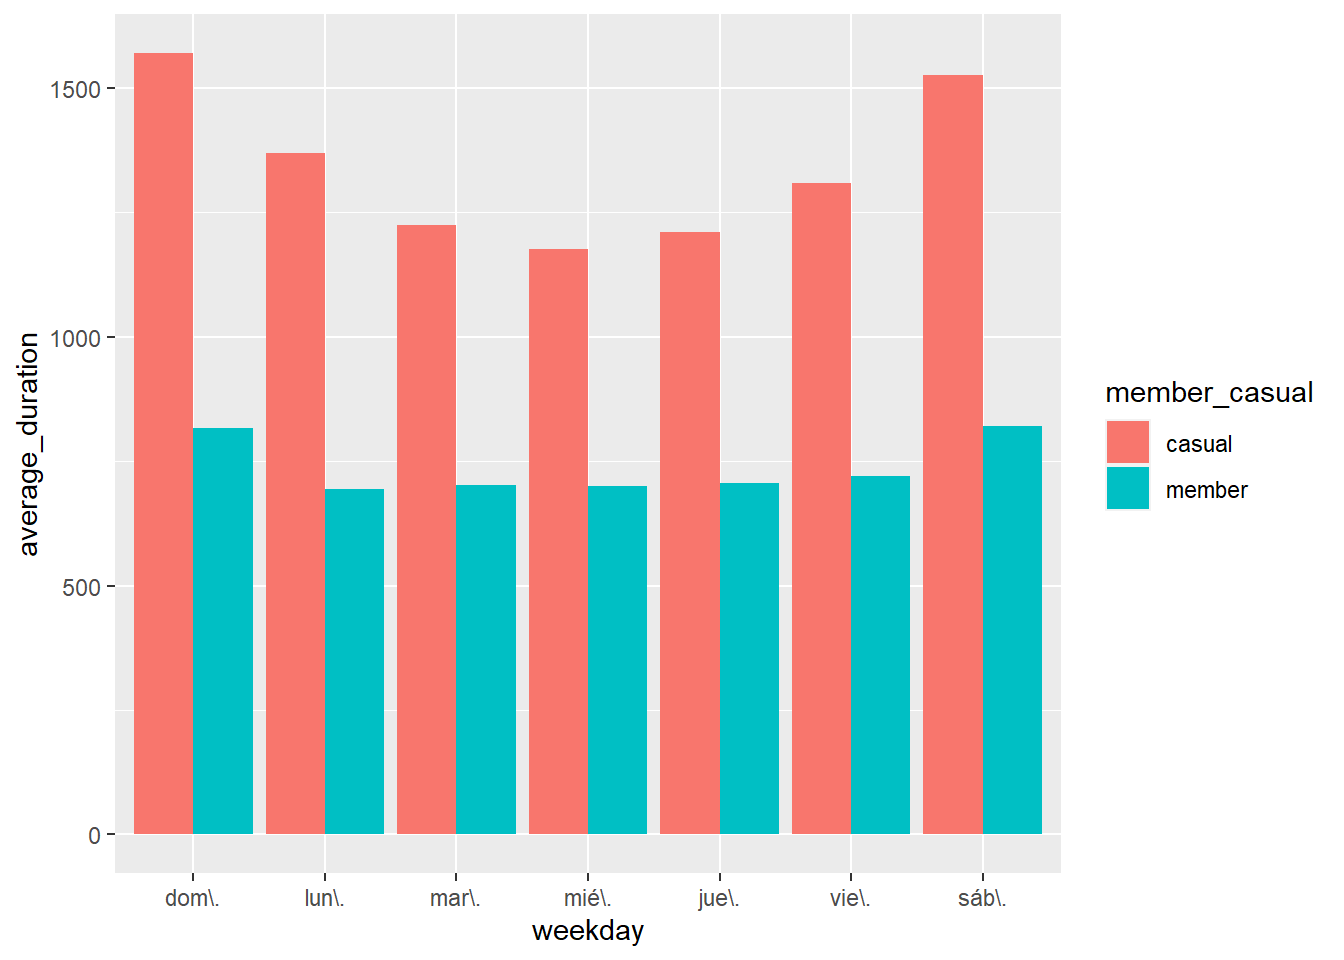 1500
1000
500
0
average_duration
dom\.
lun\.
mar\.
mié\.
jue\.
vie\.
sáb\.
weekday
member_casual
casual
member